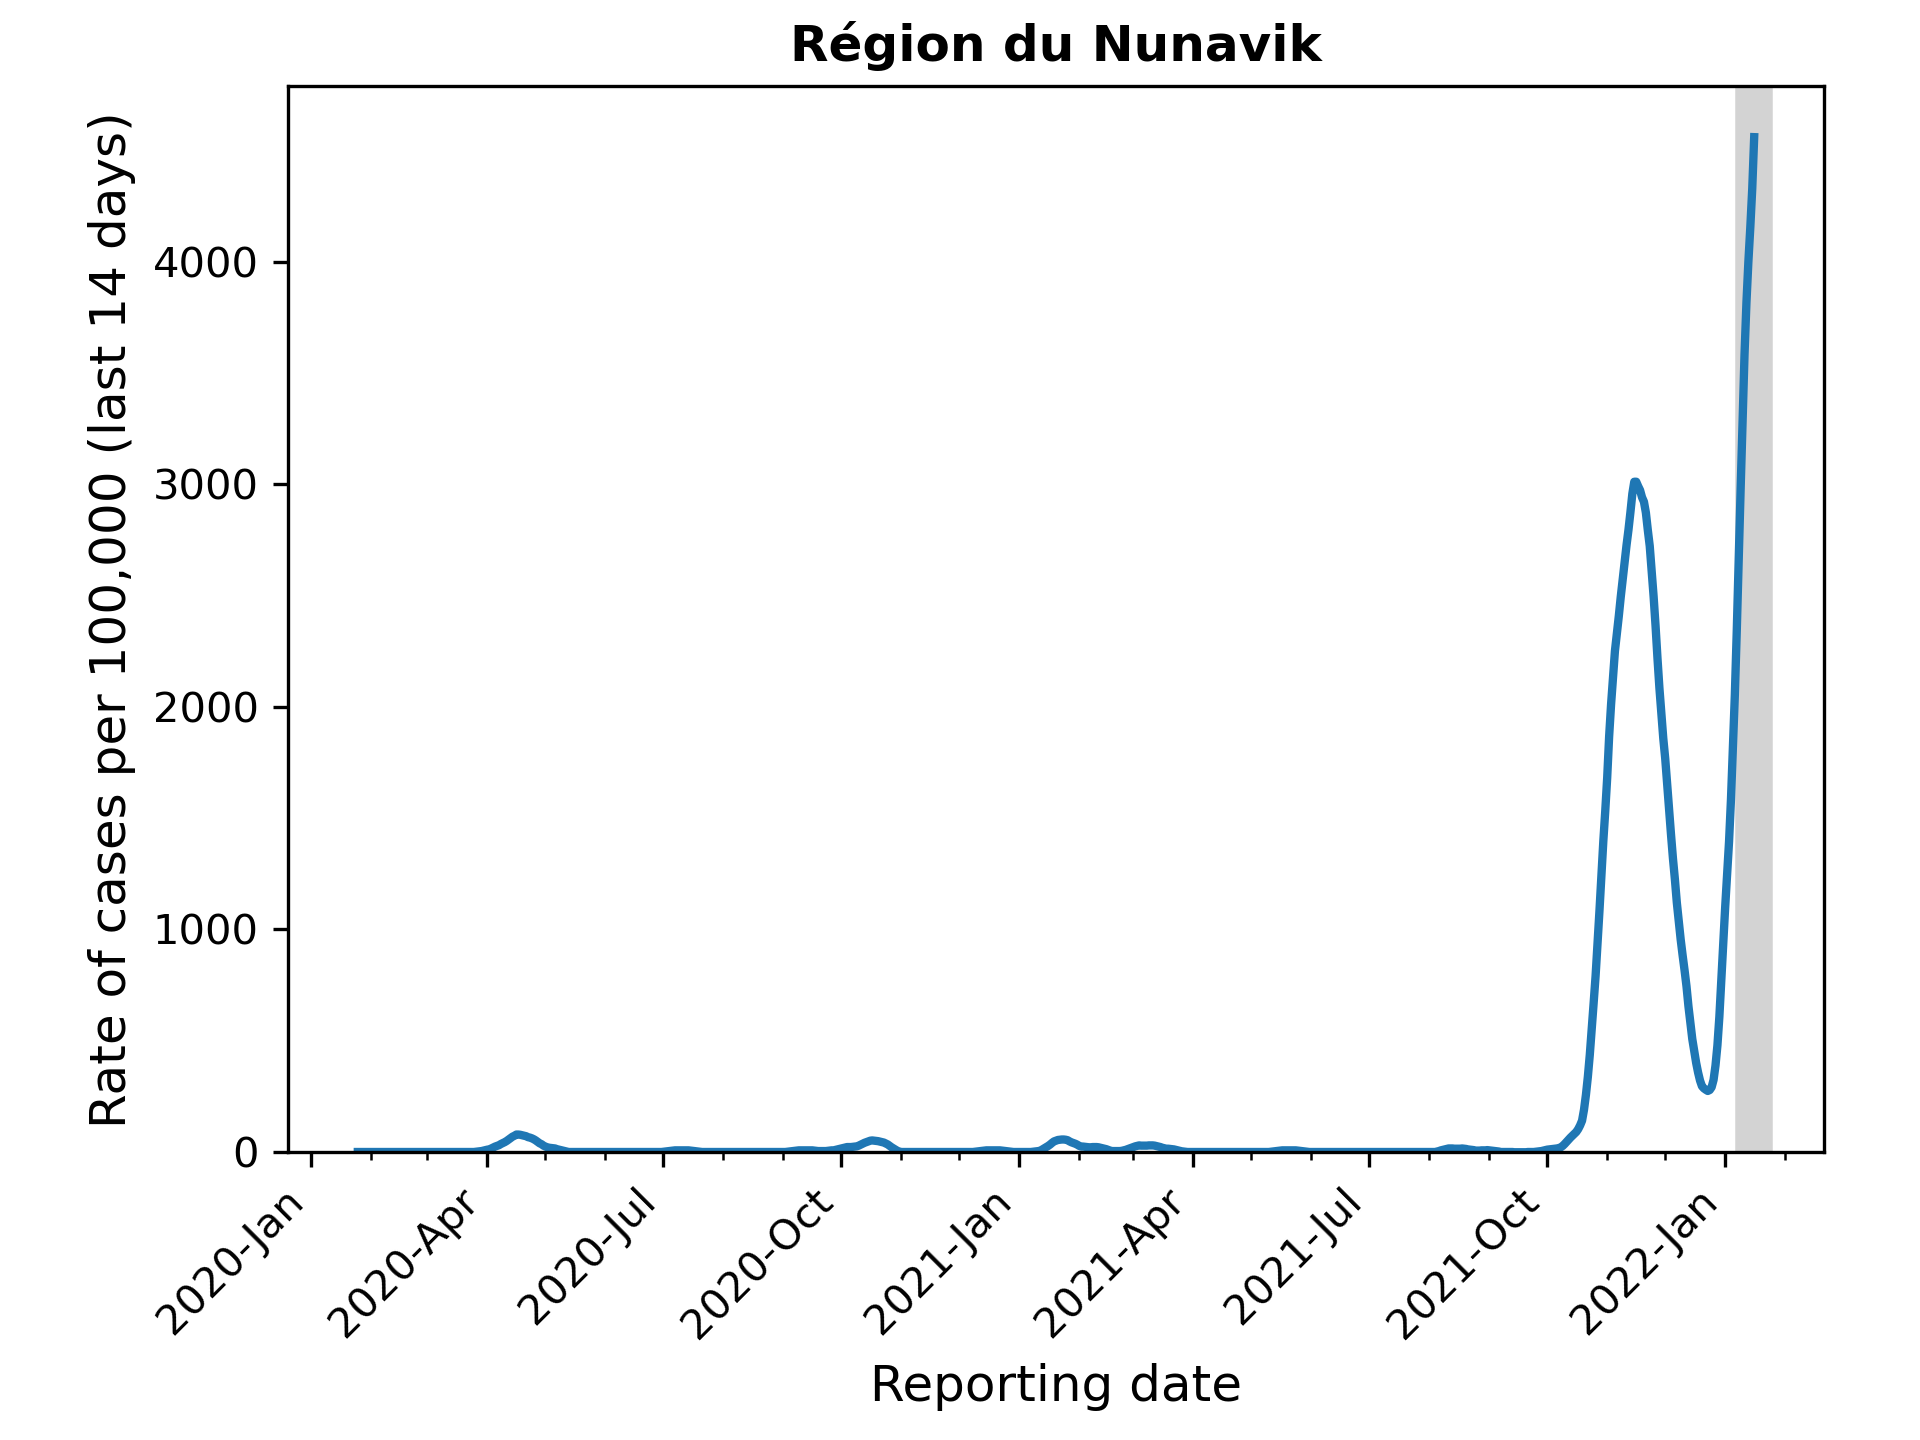 Région du Nunavik
Rate of cases per 100,000 (last 14 days)
4000
3000
2000
1000
0
2020-Jan
2020-Apr
2020-Jul
2020-Oct
2021-Jan
2021-Apr
2021-Jul
2021-Oct
2022-Jan
Reporting date